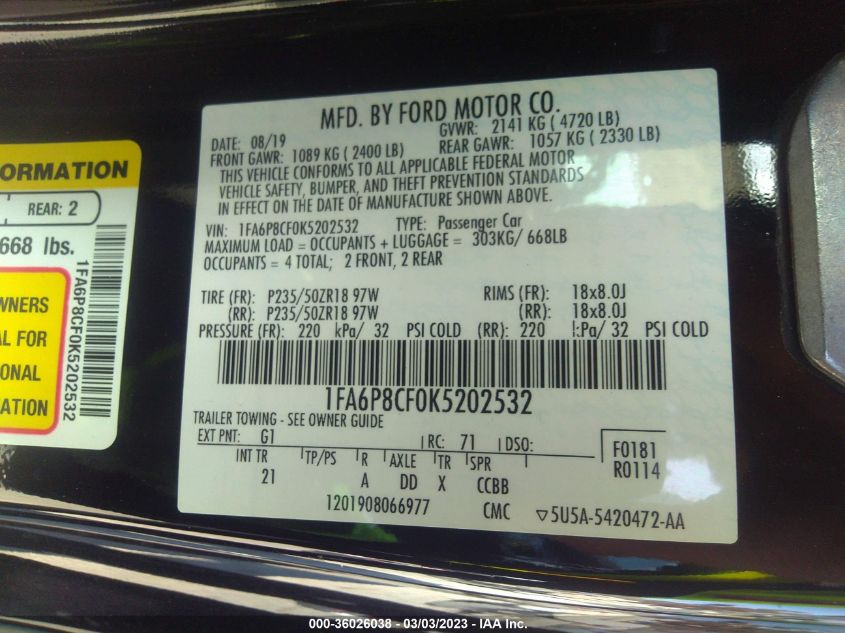 MFD. BY FORD MOTOR CO.
DATE: 08/19 GVWR: 2141 KG ( 4720 LB)
FRONT GAWR: 1089 KG ( 2400 LB) REAR GAWR: 1057 KG ( 2330 LB)
THIS VEHICLE CONFORMS TO ALL APPLICABLE FEDERAL MOTOR
VEHICLE SAFETY, BUMPER, AND THEFT PREVENTION STANDARDS
IN EFFECT ON THE DATE OF MANUFACTURE SHOWN ABOVE.
VIN: 1FA6P8CF0K5202532 TYPE: Passenger Car
MAXIMUM LOAD = OCCUPANTS + LUGGAGE = 303KG/ 668LB
OCCUPANTS = 4 TOTAL; 2 FRONT, 2 REAR
TIRE (FR): P235/50ZR18 97W RIMS (FR): 18x8.0J
(RR): P235/50ZR18 97W (RR): 18x8.0J
PRESSURE (FR): 220 kPa/ 32 PSI COLD (RR): 220 kPa/ 32 PSI COLD
1FA6P8CF0K5202532
TRAILER TOWING - SEE OWNER GUIDE
EXT PNT: G1 RC: 71 DSO:
INT TR TP/PS R AXLE TR SPR
21 A DD X CCBB
F0181
R0114
1201908066977 CMC ▽5U5A-5420472-AA
ORMATION
REAR: 2
668 lbs.
1FA6P8CF0K5202532
WNERS
AL FOR
IONAL
ATION
000-36026038 - 03/03/2023 - IAA Inc.